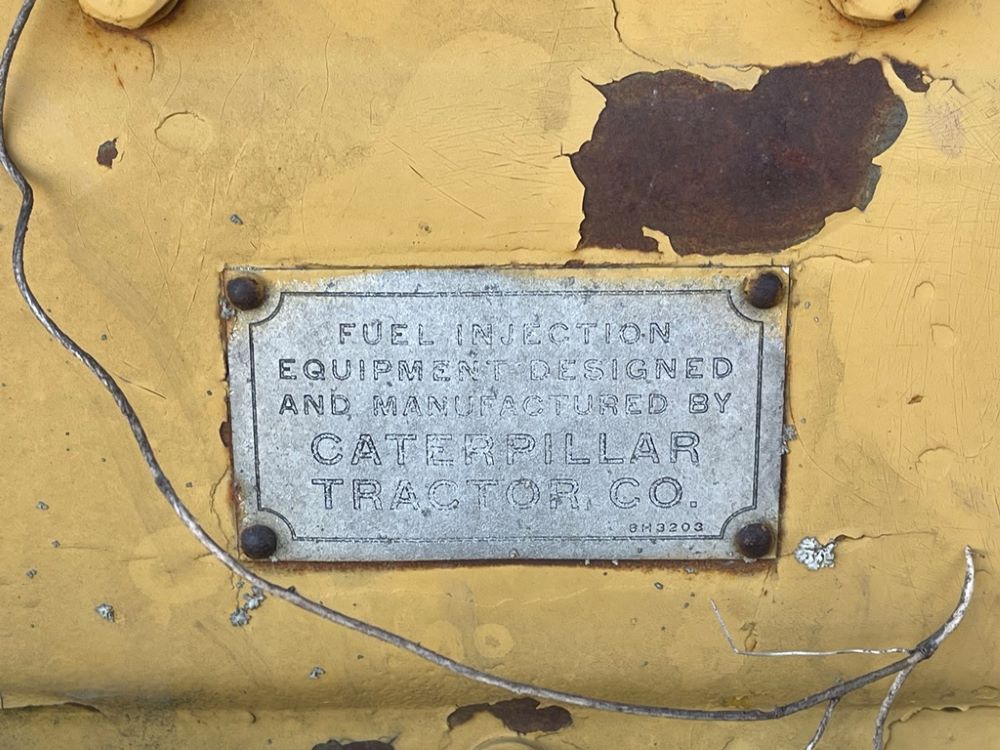 FUEL INJECTION
EQUIPMENT DESIGNED
AND MANUFACTURED BY
CATERPILLAR
TRACTOR CO.
8H3203